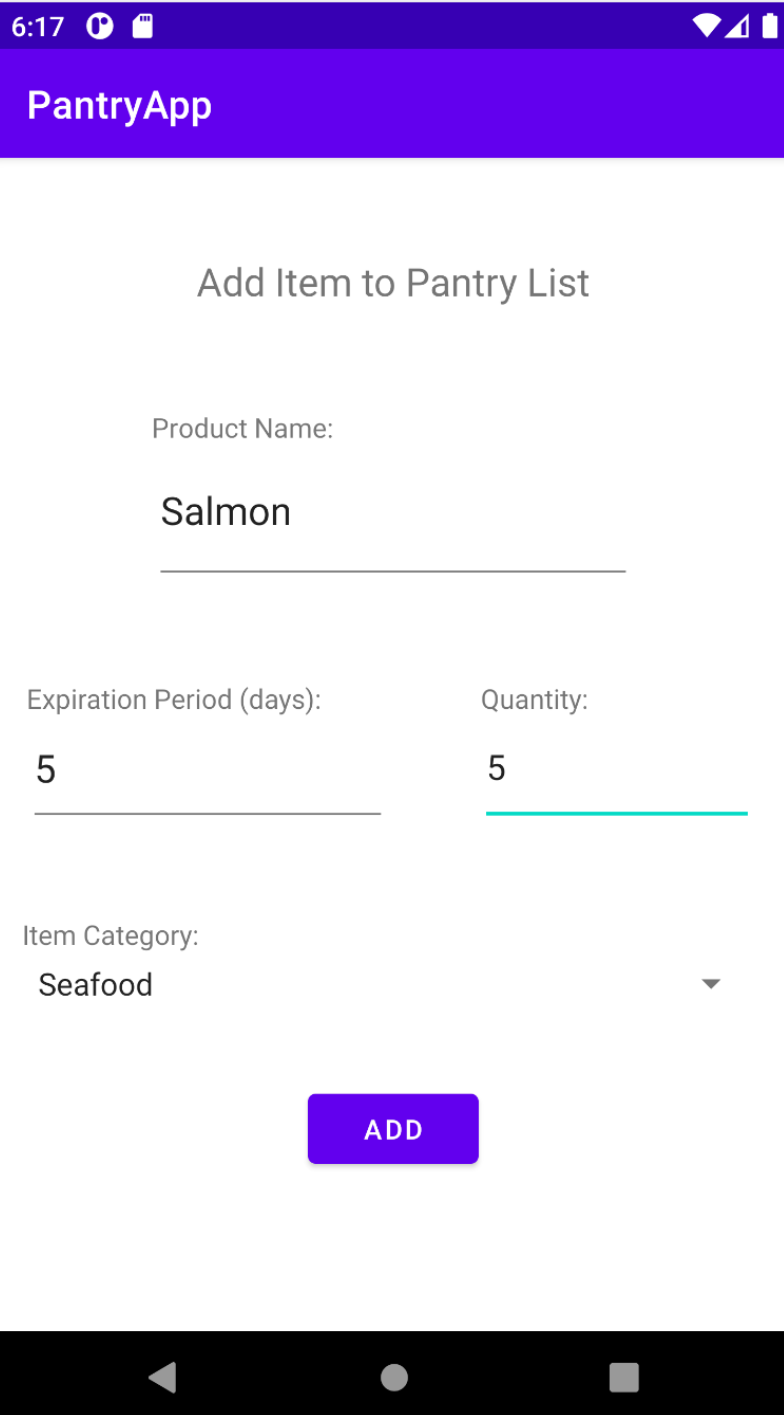 6:17
PantryApp
Add Item to Pantry List
Product Name:
Salmon
Expiration Period (days): Quantity:
5 5
Item Category:
Seafood
ADD